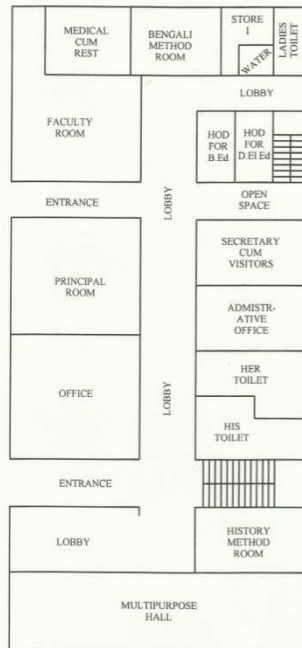 MEDICAL
CUM
REST
BENGALI
METHOD
ROOM
STORE
1
WATER
LADIES
TOILET
LOBBY
FACULTY
ROOM
HOD
FOR
B.Ed
HOD
FOR
D.El.Ed
LOBBY
ENTRANCE
OPEN
SPACE
SECRETARY
CUM
VISITORS
PRINCIPAL
ROOM
ADMISTR-
ATIVE
OFFICE
HER
TOILET
OFFICE
LOBBY
HIS
TOILET
ENTRANCE
LOBBY
HISTORY
METHOD
ROOM
MULTIPURPOSE
HALL